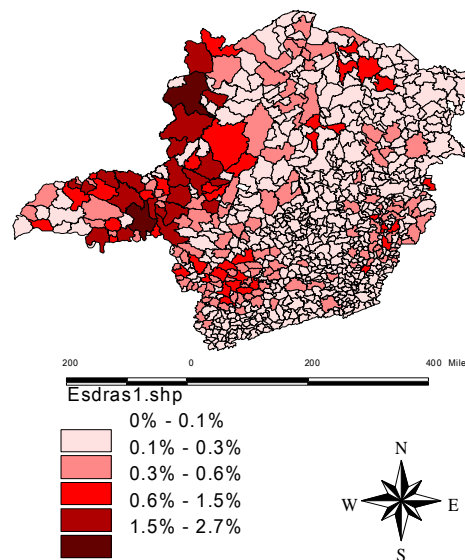 200 0 200 400 Mile
Esdras1.shp
0% - 0.1%
0.1% - 0.3%
0.3% - 0.6%
0.6% - 1.5%
1.5% - 2.7%
N
W E
S